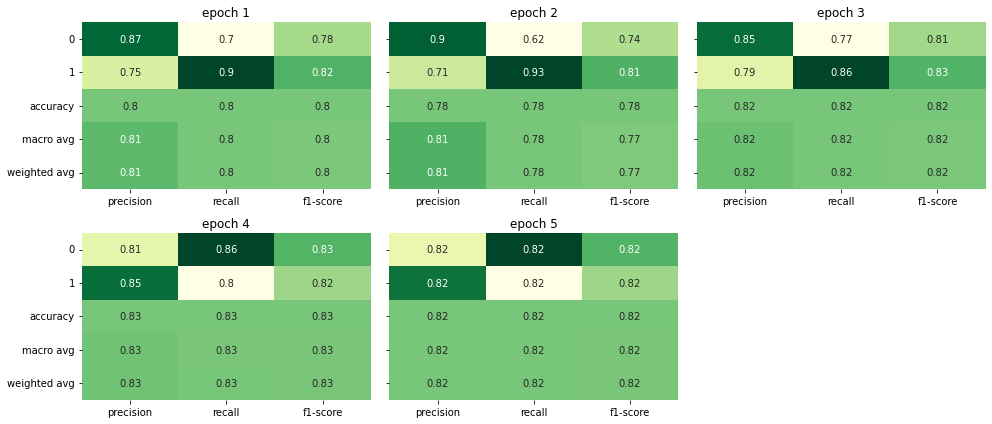 epoch 1 epoch 2 epoch 3
0 0.87 0.7 0.78 0.9 0.62 0.74 0.85 0.77 0.81
1 0.75 0.9 0.82 0.71 0.93 0.81 0.79 0.86 0.83
accuracy 0.8 0.8 0.8 0.78 0.78 0.78 0.82 0.82 0.82
macro avg 0.81 0.8 0.8 0.81 0.78 0.77 0.82 0.82 0.82
weighted avg 0.81 0.8 0.8 0.81 0.78 0.77 0.82 0.82 0.82
precision recall f1-score precision recall f1-score precision recall f1-score
epoch 4 epoch 5
0 0.81 0.86 0.83 0.82 0.82 0.82
1 0.85 0.8 0.82 0.82 0.82 0.82
accuracy 0.83 0.83 0.83 0.82 0.82 0.82
macro avg 0.83 0.83 0.83 0.82 0.82 0.82
weighted avg 0.83 0.83 0.83 0.82 0.82 0.82
precision recall f1-score precision recall f1-score